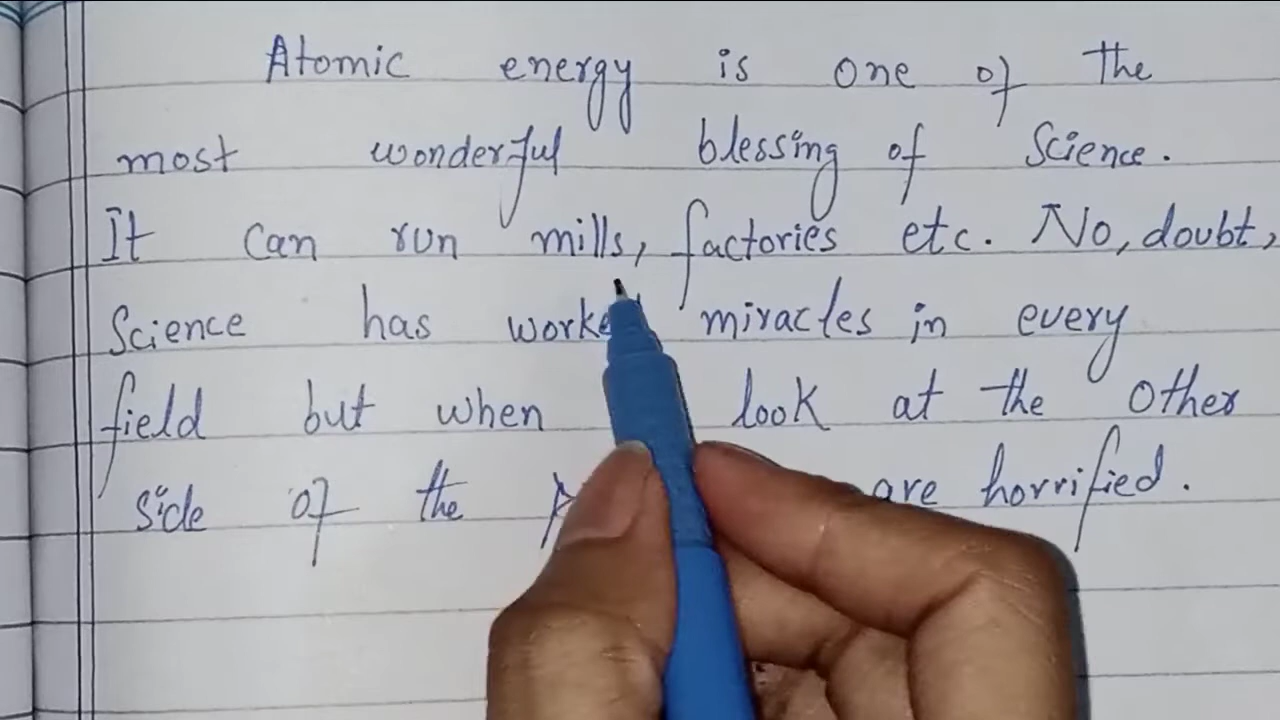 Atomic energy is one of the
most wonderful blessing of Science.
It can run mills, factories etc. No, doubt,
Science has worke miracles in every
field but when look at the other
side of the are horrified.